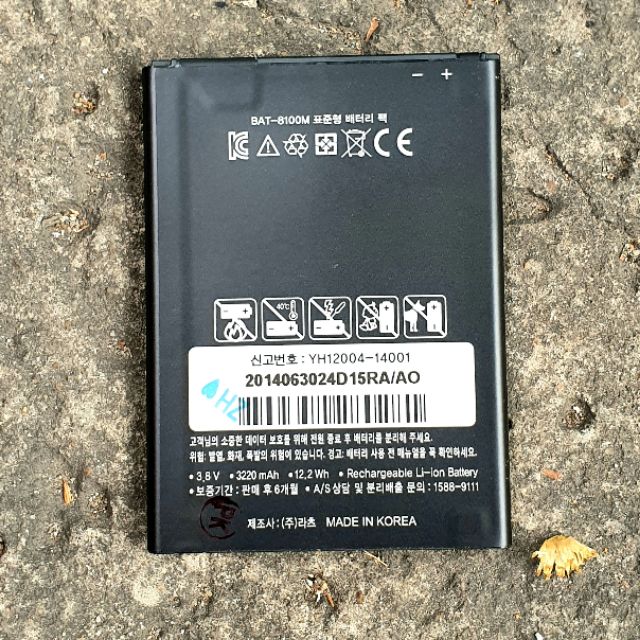 − +
BAT-8100M 표준형 배터리 팩
40℃
신고번호 : YH12004-14001
2014063024D15RA/AO
HZ
고객님의 소중한 데이터 보호를 위해 전원 종료 후 배터리를 분리해 주세요.
위험: 발열, 화재, 폭발의 위험이 있습니다. 경고: 배터리 사용 전 매뉴얼을 꼭 확인하세요.
• 3.8 V • 3220 mAh • 12.2 Wh • Rechargeable Li-Ion Battery
• 보증기간 : 판매 후 6개월 • A/S상담 및 분리배출 문의 : 1588-9111
PK
제조사 : (주)라츠 MADE IN KOREA